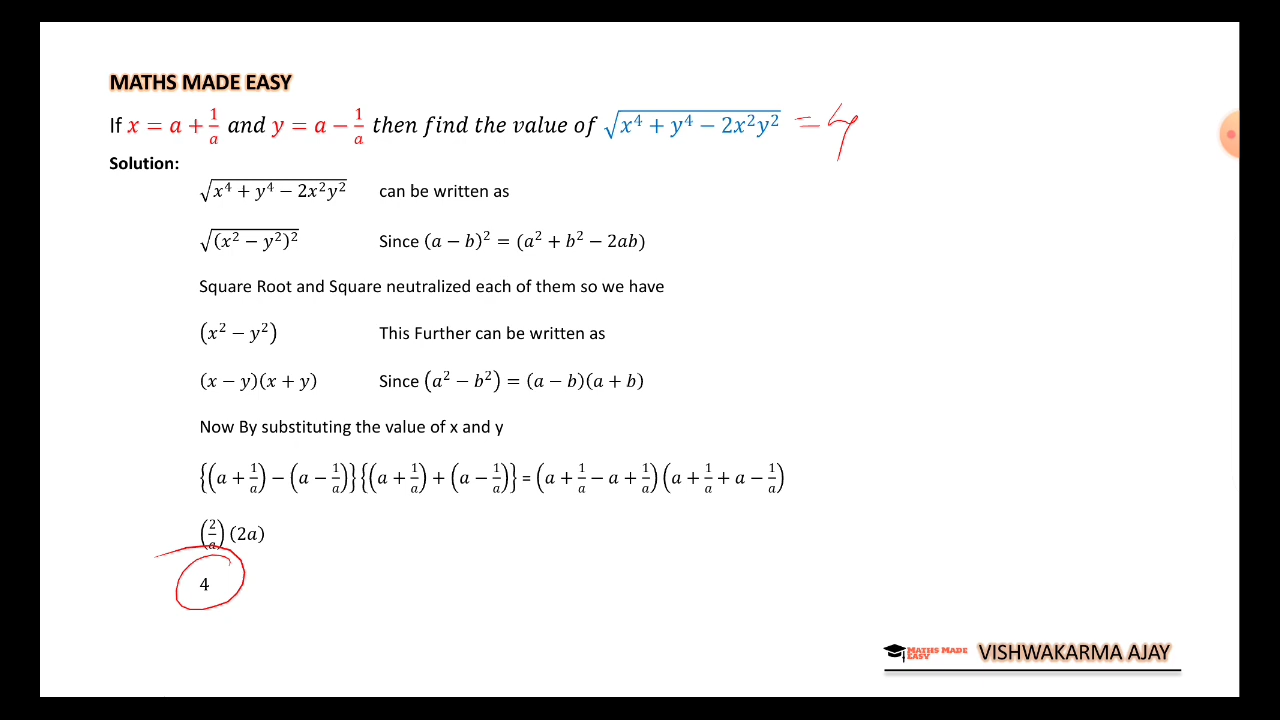 MATHS MADE EASY
If x = a + 1/a and y = a − 1/a then find the value of √(x⁴ + y⁴ − 2x²y²) = 4
Solution:
√(x⁴ + y⁴ − 2x²y²) can be written as
√((x² − y²)²) Since (a − b)² = (a² + b² − 2ab)
Square Root and Square neutralized each of them so we have
(x² − y²) This Further can be written as
(x − y)(x + y) Since (a² − b²) = (a − b)(a + b)
Now By substituting the value of x and y
{(a + 1/a) − (a − 1/a)}{(a + 1/a) + (a − 1/a)} = (a + 1/a − a + 1/a)(a + 1/a + a − 1/a)
(2/a)(2a)
4
MATHS MADE EASY
VISHWAKARMA AJAY